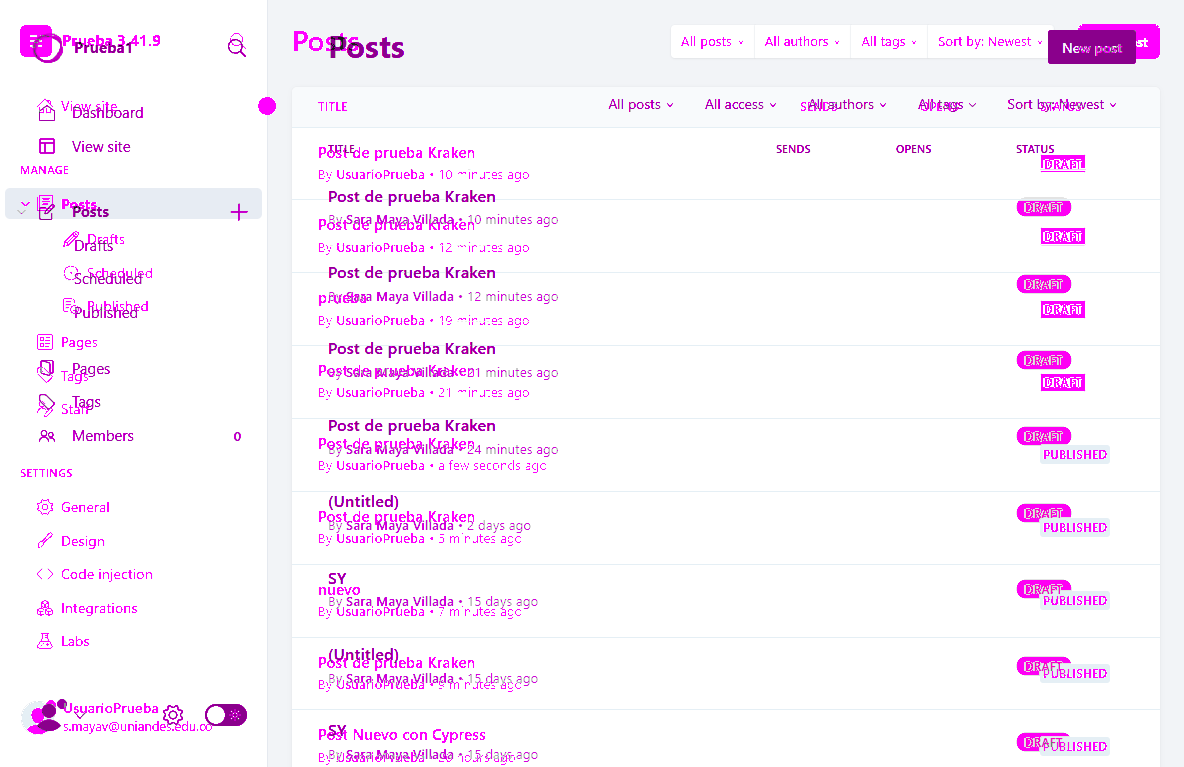 Prueba 3.41.9
Prueba1
View site
Dashboard
View site
MANAGE
Posts
Posts
Drafts
Drafts
Scheduled
Scheduled
Published
Published
Pages
Pages
Tags
Tags
Staff
Members 0
SETTINGS
General
Design
Code injection
Integrations
Labs
UsuarioPrueba
s.mayav@uniandes.edu.co
Posts
Posts
All posts All authors All tags Sort by: Newest
New post
TITLE SENDS OPENS STATUS
All posts All access All authors All tags Sort by: Newest
TITLE SENDS OPENS STATUS
Post de prueba Kraken
DRAFT
By UsuarioPrueba • 10 minutes ago
Post de prueba Kraken
DRAFT
By Sara Maya Villada • 10 minutes ago
Post de prueba Kraken
DRAFT
By UsuarioPrueba • 12 minutes ago
Post de prueba Kraken
DRAFT
By Sara Maya Villada • 12 minutes ago
prueba
DRAFT
By UsuarioPrueba • 19 minutes ago
Post de prueba Kraken
DRAFT
By Sara Maya Villada • 21 minutes ago
Post de prueba Kraken
DRAFT
By UsuarioPrueba • 21 minutes ago
Post de prueba Kraken
DRAFT
By Sara Maya Villada • 24 minutes ago
Post de prueba Kraken
PUBLISHED
By UsuarioPrueba • a few seconds ago
(Untitled)
DRAFT
By Sara Maya Villada • 2 days ago
Post de prueba Kraken
PUBLISHED
By UsuarioPrueba • 5 minutes ago
SY
DRAFT
By Sara Maya Villada • 15 days ago
nuevo
PUBLISHED
By UsuarioPrueba • 7 minutes ago
(Untitled)
DRAFT
By Sara Maya Villada • 15 days ago
Post de prueba Kraken
PUBLISHED
By UsuarioPrueba • 9 minutes ago
SY
DRAFT
By Sara Maya Villada • 15 days ago
Post Nuevo con Cypress
PUBLISHED
By UsuarioPrueba • hours ago